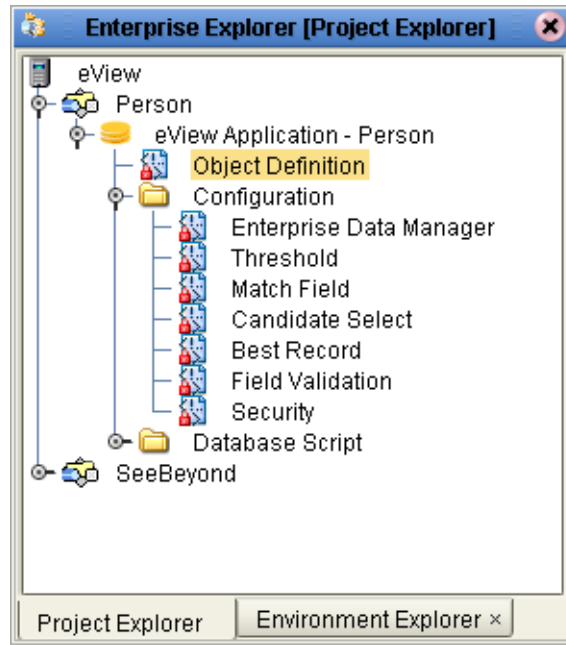 Enterprise Explorer [Project Explorer]
eView
Person
eView Application - Person
Object Definition
Configuration
Enterprise Data Manager
Threshold
Match Field
Candidate Select
Best Record
Field Validation
Security
Database Script
SeeBeyond
Project Explorer
Environment Explorer ×